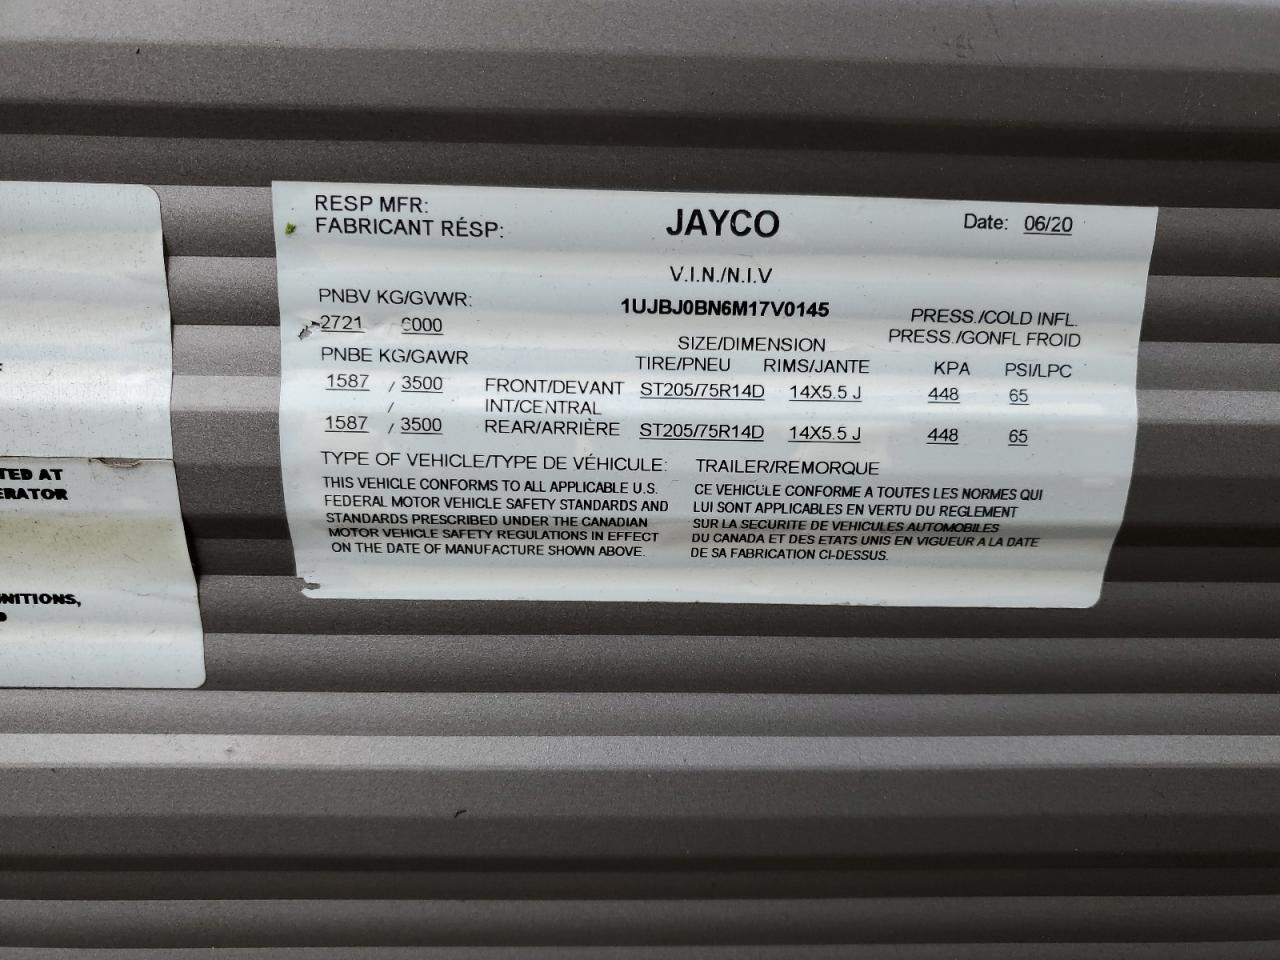 RESP MFR:
FABRICANT RÉSP:
JAYCO
Date: 06/20
V.I.N./N.I.V
PNBV KG/GVWR:
1UJBJ0BN6M17V0145
2721 6000
PRESS./COLD INFL.
PRESS./GONFL FROID
SIZE/DIMENSION
PNBE KG/GAWR
TIRE/PNEU RIMS/JANTE KPA PSI/LPC
1587 / 3500 FRONT/DEVANT ST205/75R14D 14X5.5 J 448 65
/ INT/CENTRAL
1587 / 3500 REAR/ARRIÈRE ST205/75R14D 14X5.5 J 448 65
TYPE OF VEHICLE/TYPE DE VÉHICULE: TRAILER/REMORQUE
THIS VEHICLE CONFORMS TO ALL APPLICABLE U.S.
FEDERAL MOTOR VEHICLE SAFETY STANDARDS AND
STANDARDS PRESCRIBED UNDER THE CANADIAN
MOTOR VEHICLE SAFETY REGULATIONS IN EFFECT
ON THE DATE OF MANUFACTURE SHOWN ABOVE.
CE VEHICULE CONFORME A TOUTES LES NORMES QUI
LUI SONT APPLICABLES EN VERTU DU REGLEMENT
SUR LA SECURITE DE VEHICULES AUTOMOBILES
DU CANADA ET DES ETATS UNIS EN VIGUEUR A LA DATE
DE SA FABRICATION CI-DESSUS.
TED AT
ERATOR
NITIONS,